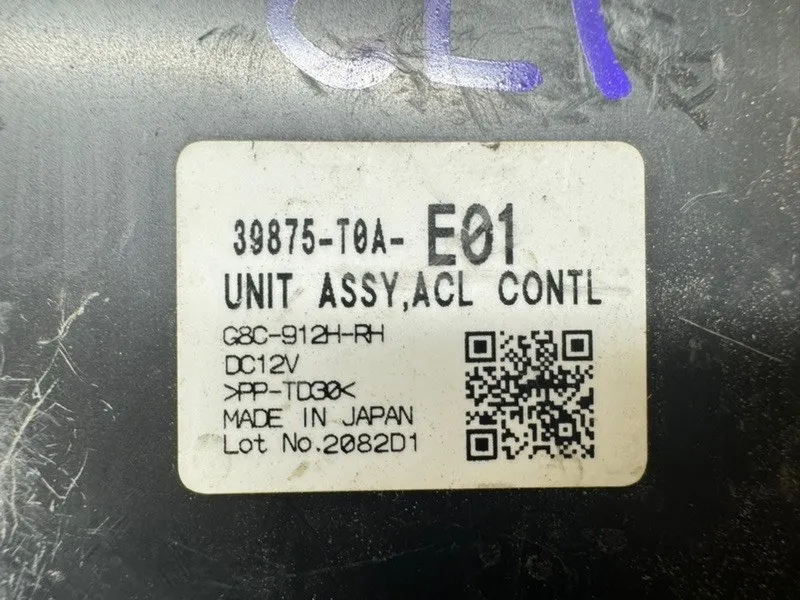 CL1
39875-T0A- E01
UNIT ASSY,ACL CONTL
G8C-912H-RH
DC12V
>PP-TD30<
MADE IN JAPAN
Lot No.2082D1